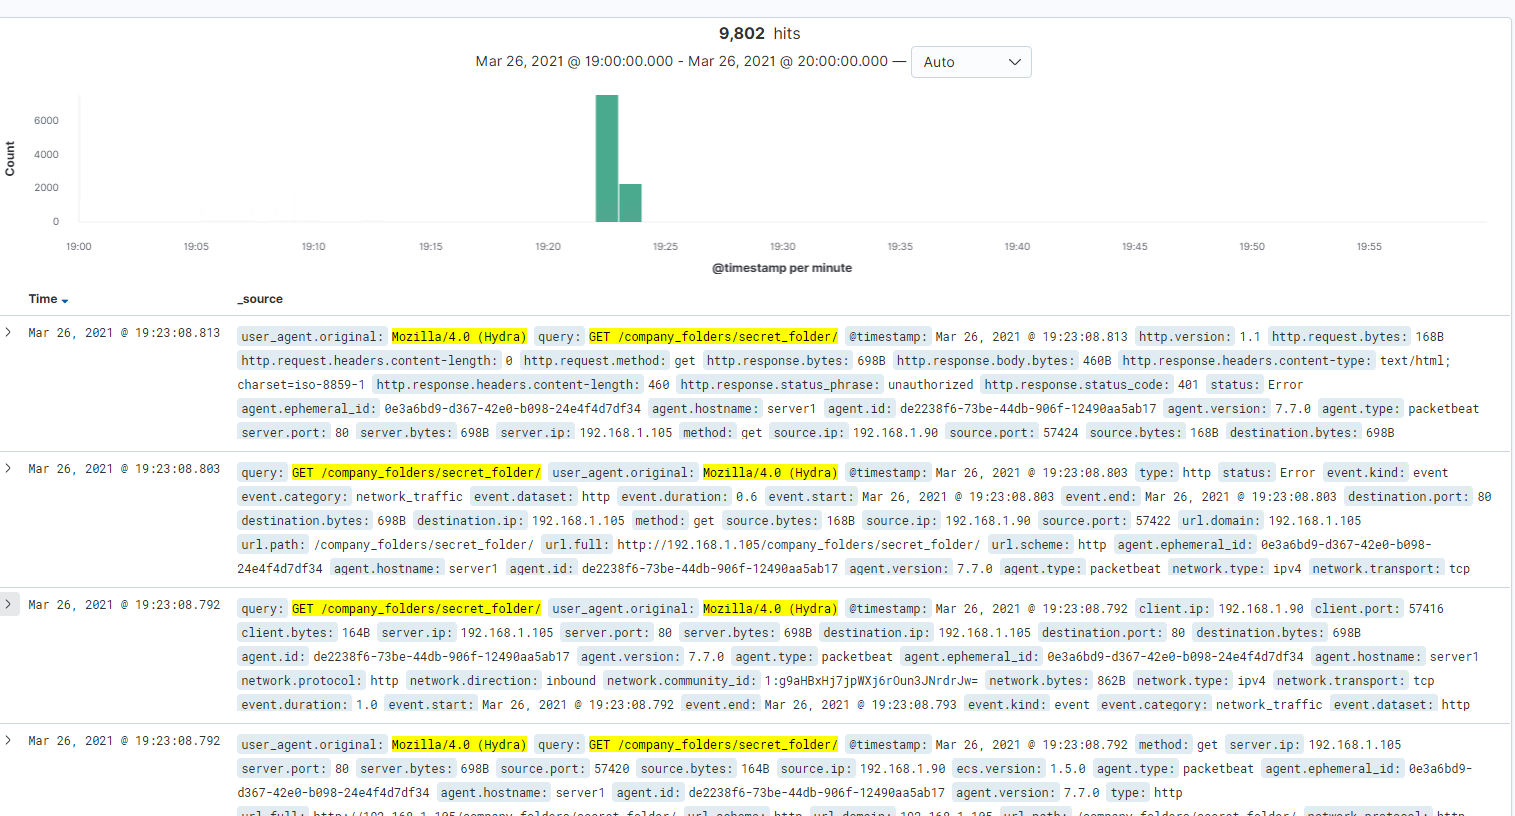 9,802 hits
Mar 26, 2021 @ 19:00:00.000 - Mar 26, 2021 @ 20:00:00.000 — Auto
Count
6000
4000
2000
0
19:00 19:05 19:10 19:15 19:20 19:25 19:30 19:35 19:40 19:45 19:50 19:55
@timestamp per minute
Time _source
Mar 26, 2021 @ 19:23:08.813 user_agent.original: Mozilla/4.0 (Hydra) query: GET /company_folders/secret_folder/ @timestamp: Mar 26, 2021 @ 19:23:08.813 http.version: 1.1 http.request.bytes: 168B
http.request.headers.content-length: 0 http.request.method: get http.response.bytes: 698B http.response.body.bytes: 460B http.response.headers.content-type: text/html;
charset=iso-8859-1 http.response.headers.content-length: 460 http.response.status_phrase: unauthorized http.response.status_code: 401 status: Error
agent.ephemeral_id: 0e3a6bd9-d367-42e0-b098-24e4f4d7df34 agent.hostname: server1 agent.id: de2238f6-73be-44db-906f-12490aa5ab17 agent.version: 7.7.0 agent.type: packetbeat
server.port: 80 server.bytes: 698B server.ip: 192.168.1.105 method: get source.ip: 192.168.1.90 source.port: 57424 source.bytes: 168B destination.bytes: 698B
Mar 26, 2021 @ 19:23:08.803 query: GET /company_folders/secret_folder/ user_agent.original: Mozilla/4.0 (Hydra) @timestamp: Mar 26, 2021 @ 19:23:08.803 type: http status: Error event.kind: event
event.category: network_traffic event.dataset: http event.duration: 0.6 event.start: Mar 26, 2021 @ 19:23:08.803 event.end: Mar 26, 2021 @ 19:23:08.803 destination.port: 80
destination.bytes: 698B destination.ip: 192.168.1.105 method: get source.bytes: 168B source.ip: 192.168.1.90 source.port: 57422 url.domain: 192.168.1.105
url.path: /company_folders/secret_folder/ url.full: http://192.168.1.105/company_folders/secret_folder/ url.scheme: http agent.ephemeral_id: 0e3a6bd9-d367-42e0-b098-
24e4f4d7df34 agent.hostname: server1 agent.id: de2238f6-73be-44db-906f-12490aa5ab17 agent.version: 7.7.0 agent.type: packetbeat network.type: ipv4 network.transport: tcp
Mar 26, 2021 @ 19:23:08.792 query: GET /company_folders/secret_folder/ user_agent.original: Mozilla/4.0 (Hydra) @timestamp: Mar 26, 2021 @ 19:23:08.792 client.ip: 192.168.1.90 client.port: 57416
client.bytes: 164B server.ip: 192.168.1.105 server.port: 80 server.bytes: 698B destination.ip: 192.168.1.105 destination.port: 80 destination.bytes: 698B
agent.id: de2238f6-73be-44db-906f-12490aa5ab17 agent.version: 7.7.0 agent.type: packetbeat agent.ephemeral_id: 0e3a6bd9-d367-42e0-b098-24e4f4d7df34 agent.hostname: server1
network.protocol: http network.direction: inbound network.community_id: 1:g9aHBxHj7jpWXj6rOun3JNrdrJw= network.bytes: 862B network.type: ipv4 network.transport: tcp
event.duration: 1.0 event.start: Mar 26, 2021 @ 19:23:08.792 event.end: Mar 26, 2021 @ 19:23:08.793 event.kind: event event.category: network_traffic event.dataset: http
Mar 26, 2021 @ 19:23:08.792 user_agent.original: Mozilla/4.0 (Hydra) query: GET /company_folders/secret_folder/ @timestamp: Mar 26, 2021 @ 19:23:08.792 method: get server.ip: 192.168.1.105
server.port: 80 server.bytes: 698B source.port: 57420 source.bytes: 164B source.ip: 192.168.1.90 ecs.version: 1.5.0 agent.type: packetbeat agent.ephemeral_id: 0e3a6bd9-
d367-42e0-b098-24e4f4d7df34 agent.hostname: server1 agent.id: de2238f6-73be-44db-906f-12490aa5ab17 agent.version: 7.7.0 type: http
url.full: http://192.168.1.105/company_folders/secret_folder/ url.scheme: http url.domain: 192.168.1.105 url.path: /company_folders/secret_folder/ network.protocol: http